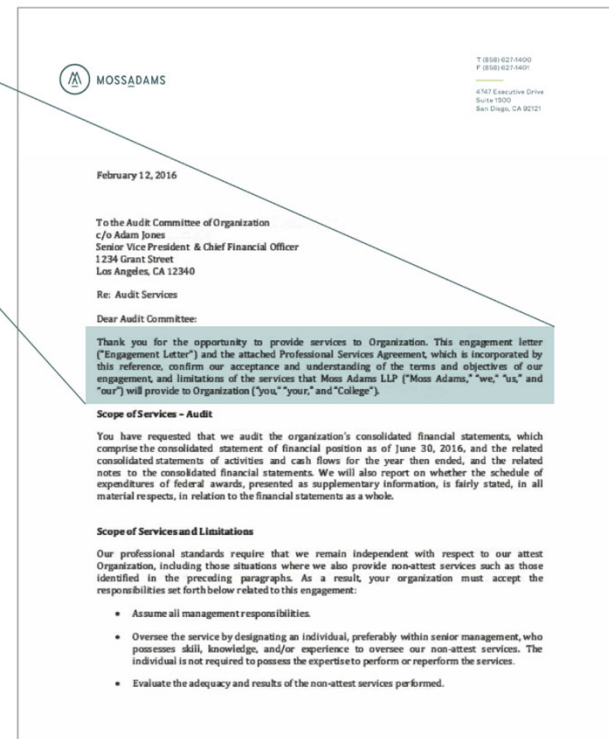 MOSSADAMS
T (858) 627-1400
F (858) 627-1401
4747 Executive Drive
Suite 1300
San Diego, CA 92121
February 12, 2016
To the Audit Committee of Organization
c/o Adam Jones
Senior Vice President & Chief Financial Officer
1234 Grant Street
Los Angeles, CA 12340
Re: Audit Services
Dear Audit Committee:
Thank you for the opportunity to provide services to Organization. This engagement letter
("Engagement Letter") and the attached Professional Services Agreement, which is incorporated by
this reference, confirm our acceptance and understanding of the terms and objectives of our
engagement, and limitations of the services that Moss Adams LLP ("Moss Adams," "we," "us," and
"our") will provide to Organization ("you," "your," and "College").
Scope of Services – Audit
You have requested that we audit the organization's consolidated financial statements, which
comprise the consolidated statement of financial position as of June 30, 2016, and the related
consolidated statements of activities and cash flows for the year then ended, and the related
notes to the consolidated financial statements. We will also report on whether the schedule of
expenditures of federal awards, presented as supplementary information, is fairly stated, in all
material respects, in relation to the financial statements as a whole.
Scope of Services and Limitations
Our professional standards require that we remain independent with respect to our attest
Organization, including those situations where we also provide non-attest services such as those
identified in the preceding paragraphs. As a result, your organization must accept the
responsibilities set forth below related to this engagement:
• Assume all management responsibilities.
• Oversee the service by designating an individual, preferably within senior management, who
possesses skill, knowledge, and/or experience to oversee our non-attest services. The
individual is not required to possess the expertise to perform or reperform the services.
• Evaluate the adequacy and results of the non-attest services performed.